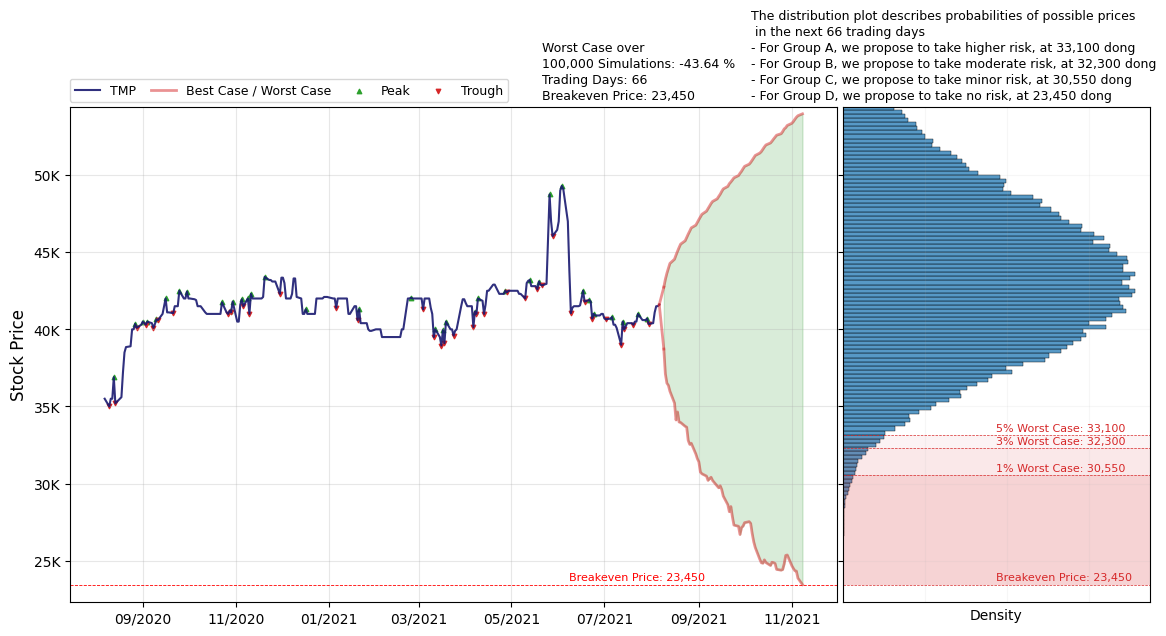 The distribution plot describes probabilities of possible prices
in the next 66 trading days
- For Group A, we propose to take higher risk, at 33,100 dong
- For Group B, we propose to take moderate risk, at 32,300 dong
- For Group C, we propose to take minor risk, at 30,550 dong
- For Group D, we propose to take no risk, at 23,450 dong
Worst Case over
100,000 Simulations: -43.64 %
Trading Days: 66
Breakeven Price: 23,450
TMP
Best Case / Worst Case
Peak
Trough
Stock Price
50K
45K
40K
35K
30K
25K
Breakeven Price: 23,450
09/2020
11/2020
01/2021
03/2021
05/2021
07/2021
09/2021
11/2021
5% Worst Case: 33,100
3% Worst Case: 32,300
1% Worst Case: 30,550
Breakeven Price: 23,450
Density